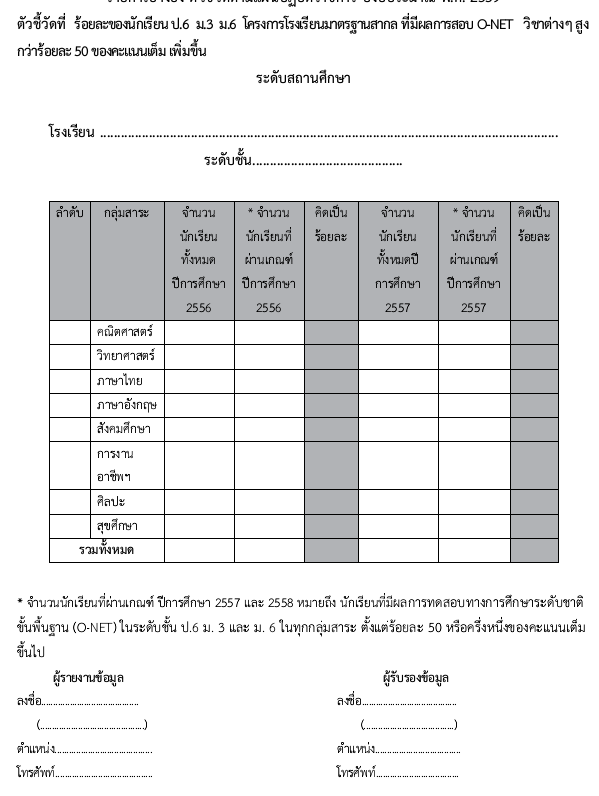 ตัวชี้วัดที่ ร้อยละของนักเรียน ป.6 ม.3 ม.6 โครงการโรงเรียนมาตรฐานสากล ที่มีผลการสอบ O-NET วิชาต่างๆ สูง
กว่าร้อยละ 50 ของคะแนนเต็ม เพิ่มขึ้น
ระดับสถานศึกษา
โรงเรียน ....................................................................................................................................
ระดับชั้น...........................................
ลำดับ กลุ่มสาระ จำนวน * จำนวน คิดเป็น จำนวน * จำนวน คิดเป็น
นักเรียน นักเรียนที่ ร้อยละ นักเรียน นักเรียนที่ ร้อยละ
ทั้งหมด ผ่านเกณฑ์ ทั้งหมดปี ผ่านเกณฑ์
ปีการศึกษา ปีการศึกษา การศึกษา ปีการศึกษา
2556 2556 2557 2557
คณิตศาสตร์
วิทยาศาสตร์
ภาษาไทย
ภาษาอังกฤษ
สังคมศึกษา
การงาน
อาชีพฯ
ศิลปะ
สุขศึกษา
รวมทั้งหมด
* จำนวนนักเรียนที่ผ่านเกณฑ์ ปีการศึกษา 2557 และ 2558 หมายถึง นักเรียนที่มีผลการทดสอบทางการศึกษาระดับชาติ
ขั้นพื้นฐาน (O-NET) ในระดับชั้น ป.6 ม. 3 และ ม. 6 ในทุกกลุ่มสาระ ตั้งแต่ร้อยละ 50 หรือครึ่งหนึ่งของคะแนนเต็ม
ขึ้นไป
ผู้รายงานข้อมูล ผู้รับรองข้อมูล
ลงชื่อ........................................ ลงชื่อ.......................................
(...........................................) (......................................)
ตำแหน่ง........................................ ตำแหน่ง...................................
โทรศัพท์........................................ โทรศัพท์..................................